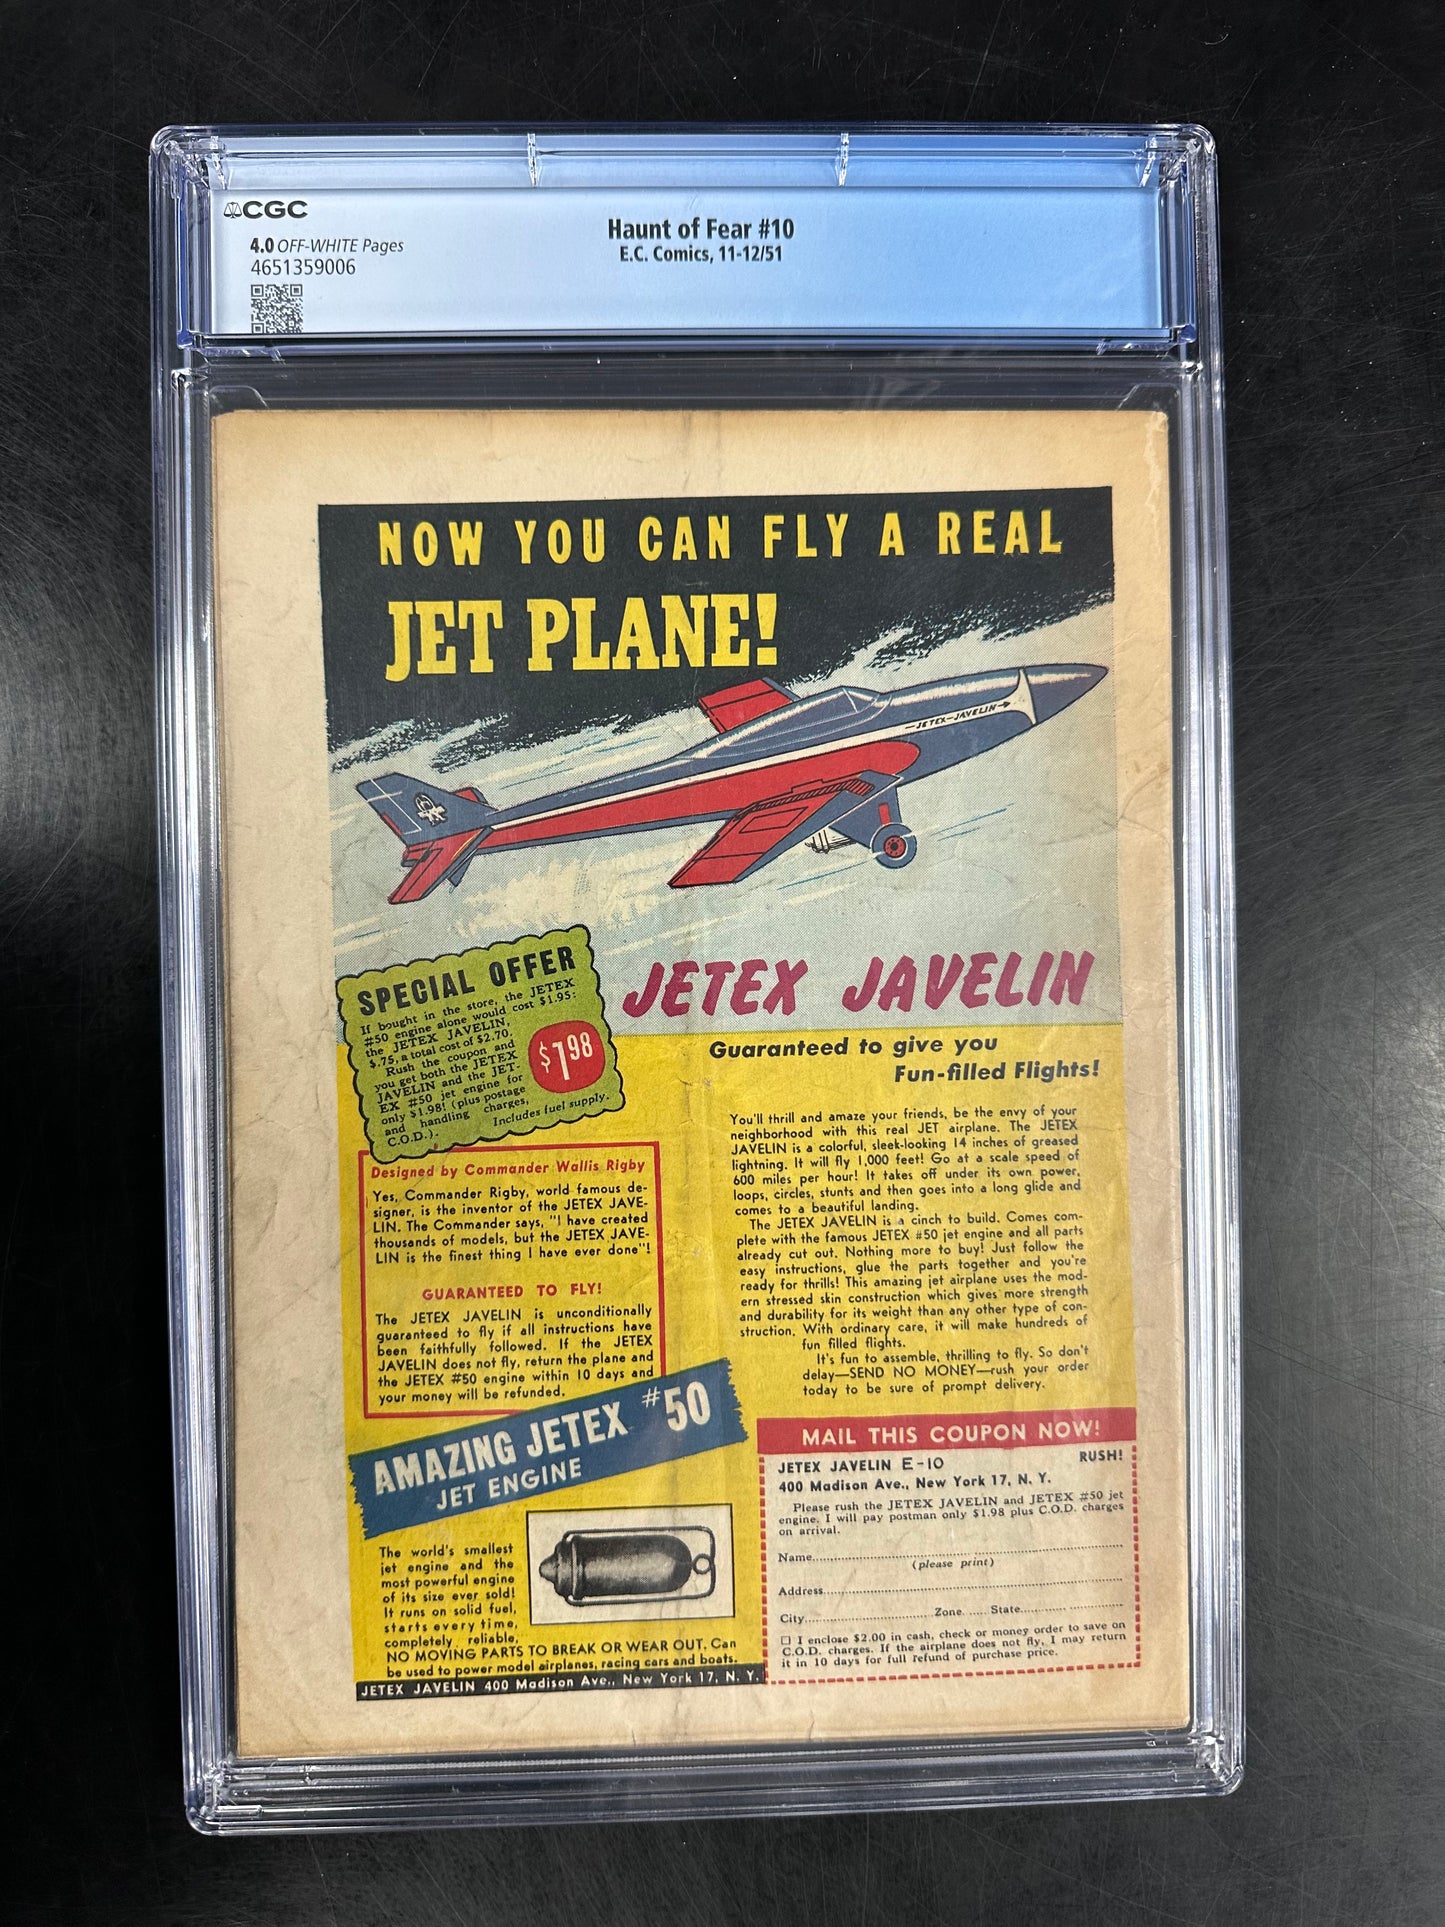 CGC
4.0 OFF-WHITE Pages
4651359006
Haunt of Fear #10
E.C. Comics, 11-12/51
NOW YOU CAN FLY A REAL
JET PLANE!
JETEX-JAVELIN
SPECIAL OFFER
If bought in the store, the JETEX
#50 engine alone would cost $1.95:
the JETEX JAVELIN,
$.75, a total cost of $2.70.
Rush the coupon and
you get both the JETEX
JAVELIN and the JET-
EX #50 jet engine for
only $1.98! (plus postage
and handling charges,
C.O.D.).
Includes fuel supply.
$1.98
JETEX JAVELIN
Guaranteed to give you
Fun-filled Flights!
Designed by Commander Wallis Rigby
Yes, Commander Rigby, world famous de-
signer, is the inventor of the JETEX JAVE-
LIN. The Commander says, "I have created
thousands of models, but the JETEX JAVE-
LIN is the finest thing I have ever done"!
GUARANTEED TO FLY!
The JETEX JAVELIN is unconditionally
guaranteed to fly if all instructions have
been faithfully followed. If the JETEX
JAVELIN does not fly, return the plane and
the JETEX #50 engine within 10 days and
your money will be refunded.
You'll thrill and amaze your friends, be the envy of your
neighborhood with this real JET airplane. The JETEX
JAVELIN is a colorful, sleek-looking 14 inches of greased
lightning. It will fly 1,000 feet! Go at a scale speed of
600 miles per hour! It takes off under its own power,
loops, circles, stunts and then goes into a long glide and
comes to a beautiful landing.
The JETEX JAVELIN is a cinch to build. Comes com-
plete with the famous JETEX #50 jet engine and all parts
already cut out. Nothing more to buy! Just follow the
easy instructions, glue the parts together and you're
ready for thrills! This amazing jet airplane uses the mod-
ern stressed skin construction which gives more strength
and durability for its weight than any other type of con-
struction. With ordinary care, it will make hundreds of
fun filled flights.
It's fun to assemble, thrilling to fly. So don't
delay—SEND NO MONEY—rush your order
today to be sure of prompt delivery.
AMAZING JETEX #50
JET ENGINE
The world's smallest
jet engine and the
most powerful engine
of its size ever sold!
It runs on solid fuel,
starts every time,
completely reliable,
NO MOVING PARTS TO BREAK OR WEAR OUT. Can
be used to power model airplanes, racing cars and boats.
JETEX JAVELIN 400 Madison Ave., New York 17, N. Y.
MAIL THIS COUPON NOW!
JETEX JAVELIN E-10 RUSH!
400 Madison Ave., New York 17, N. Y.
Please rush the JETEX JAVELIN and JETEX #50 jet
engine. I will pay postman only $1.98 plus C.O.D. charges
on arrival.
Name
(please print)
Address
City Zone State
☐ I enclose $2.00 in cash, check or money order to save on
C.O.D. charges. If the airplane does not fly, I may return
it in 10 days for full refund of purchase price.